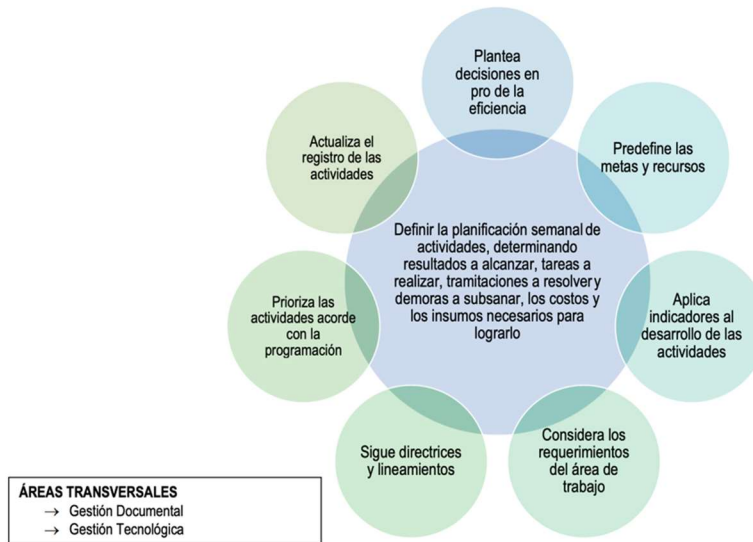 Plantea
decisiones en
pro de la
eficiencia
Predefine las
metas y recursos
Aplica
indicadores al
desarrollo de las
actividades
Considera los
requerimientos
del área de
trabajo
Sigue directrices
y lineamientos
Prioriza las
actividades acorde
con la
programación
Actualiza el
registro de las
actividades
Definir la planificación semanal de
actividades, determinando
resultados a alcanzar, tareas a
realizar, tramitaciones a resolver y
demoras a subsanar, los costos y
los insumos necesarios para
lograrlo
ÁREAS TRANSVERSALES
→ Gestión Documental
→ Gestión Tecnológica